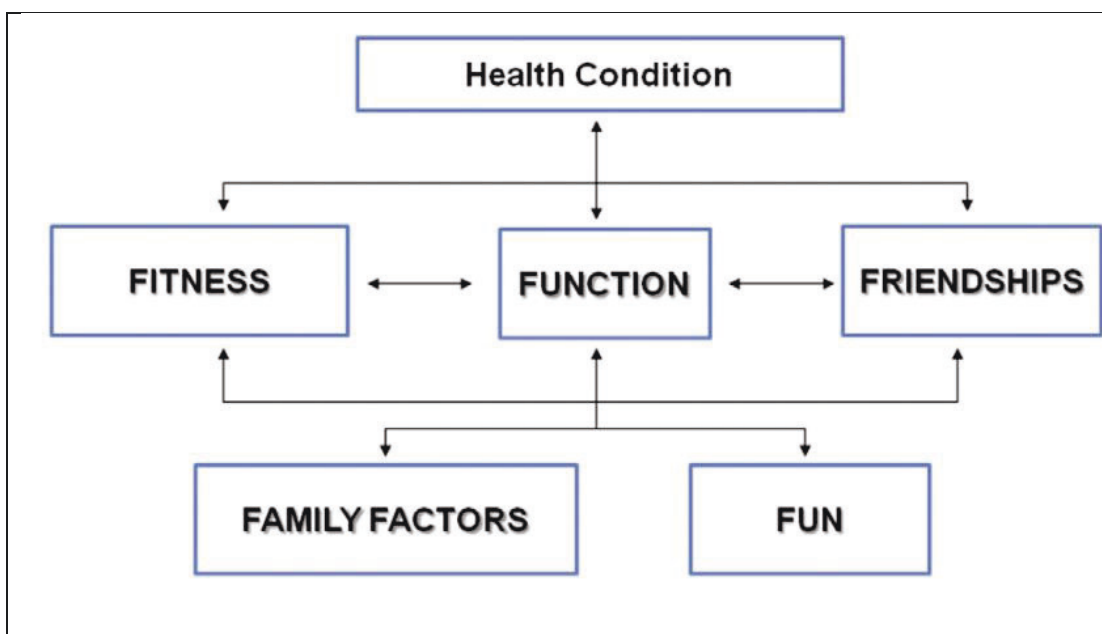 Health Condition
FITNESS
FUNCTION
FRIENDSHIPS
FAMILY FACTORS
FUN